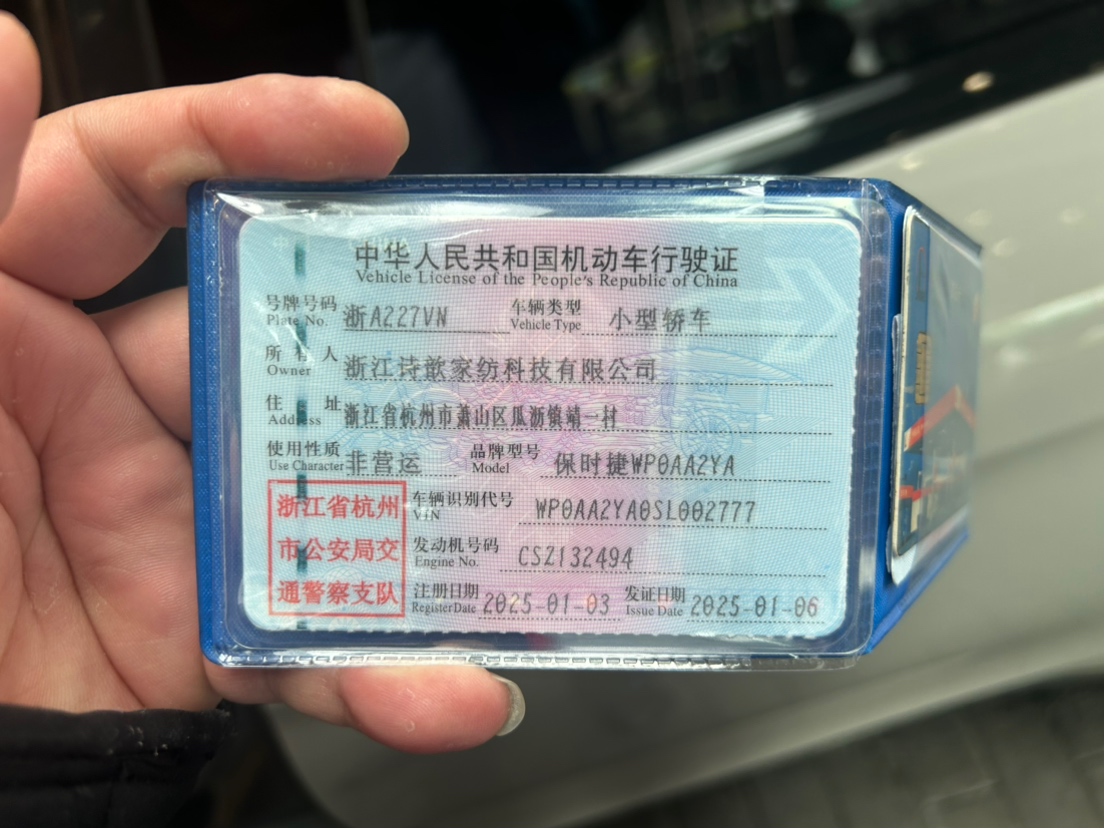 中华人民共和国机动车行驶证
Vehicle License of the People's Republic of China
号牌号码 浙A227VN 车辆类型 小型轿车
Plate No. Vehicle Type
所有人 浙江诗歆家纺科技有限公司
Owner
住址 浙江省杭州市萧山区瓜沥镇靖一村
Address
使用性质 非营运 品牌型号 保时捷WP0AA2YA
Use Character Model
浙江省杭州 车辆识别代号 WP0AA2YA0SL002777
VIN
市公安局交 发动机号码 CSZ132494
Engine No.
通警察支队 注册日期 2025-01-03 发证日期 2025-01-06
Register Date Issue Date